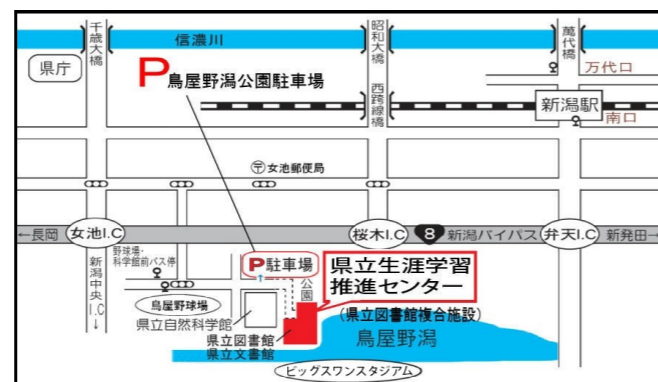 千歳大橋
信濃川
昭和大橋
萬代橋
県庁
P鳥屋野潟公園駐車場
西跨線橋
万代口
新潟駅
南口
〒女池郵便局
←長岡
女池I.C
桜木I.C
8
新潟バイパス
弁天I.C
新発田→
新潟中央I.C
↓
野球場・
科学館前バス停
P駐車場
公園
県立生涯学習
推進センター
(県立図書館複合施設)
鳥屋野球場
県立自然科学館
県立図書館
県立文書館
鳥屋野潟
ビッグスワンスタジアム